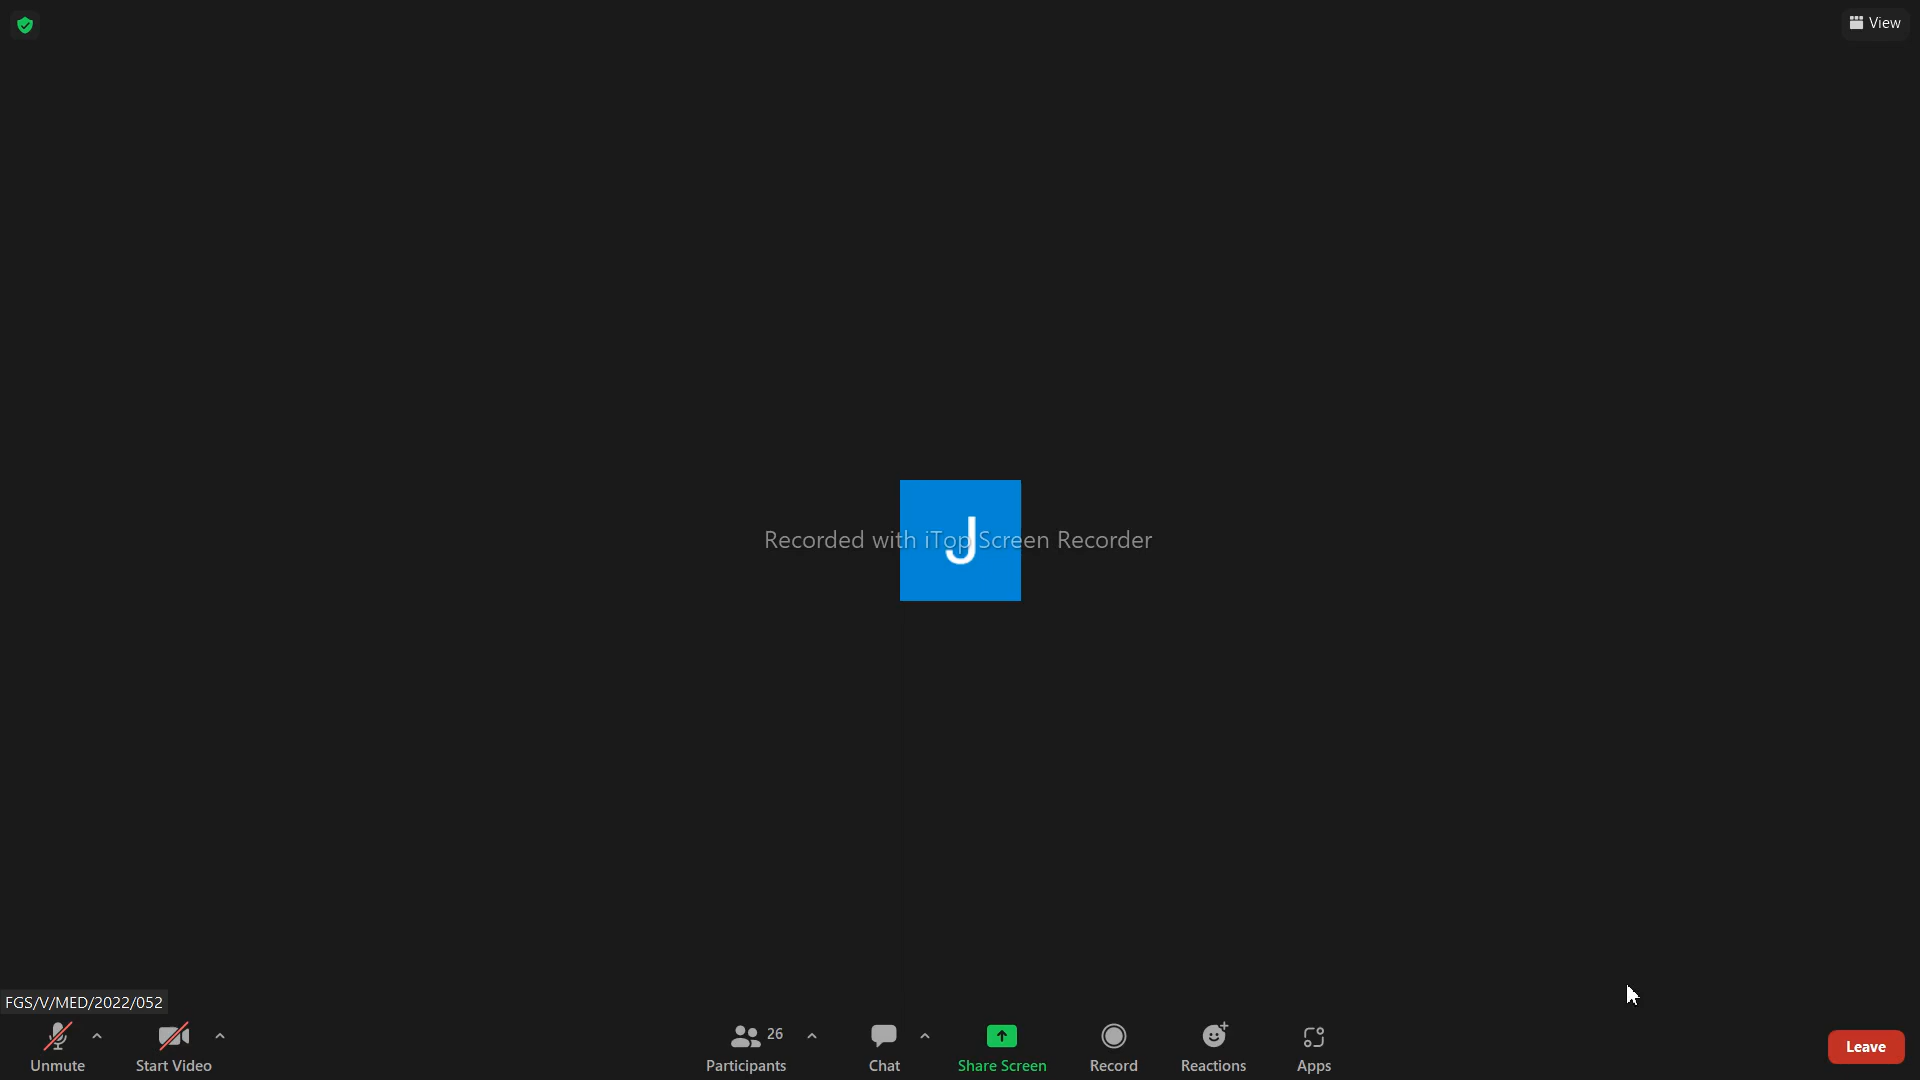 View
Recorded with iTop Screen Recorder
J
FGS/V/MED/2022/052
Unmute
Start Video
26
Participants
Chat
Share Screen
Record
Reactions
Apps
Leave